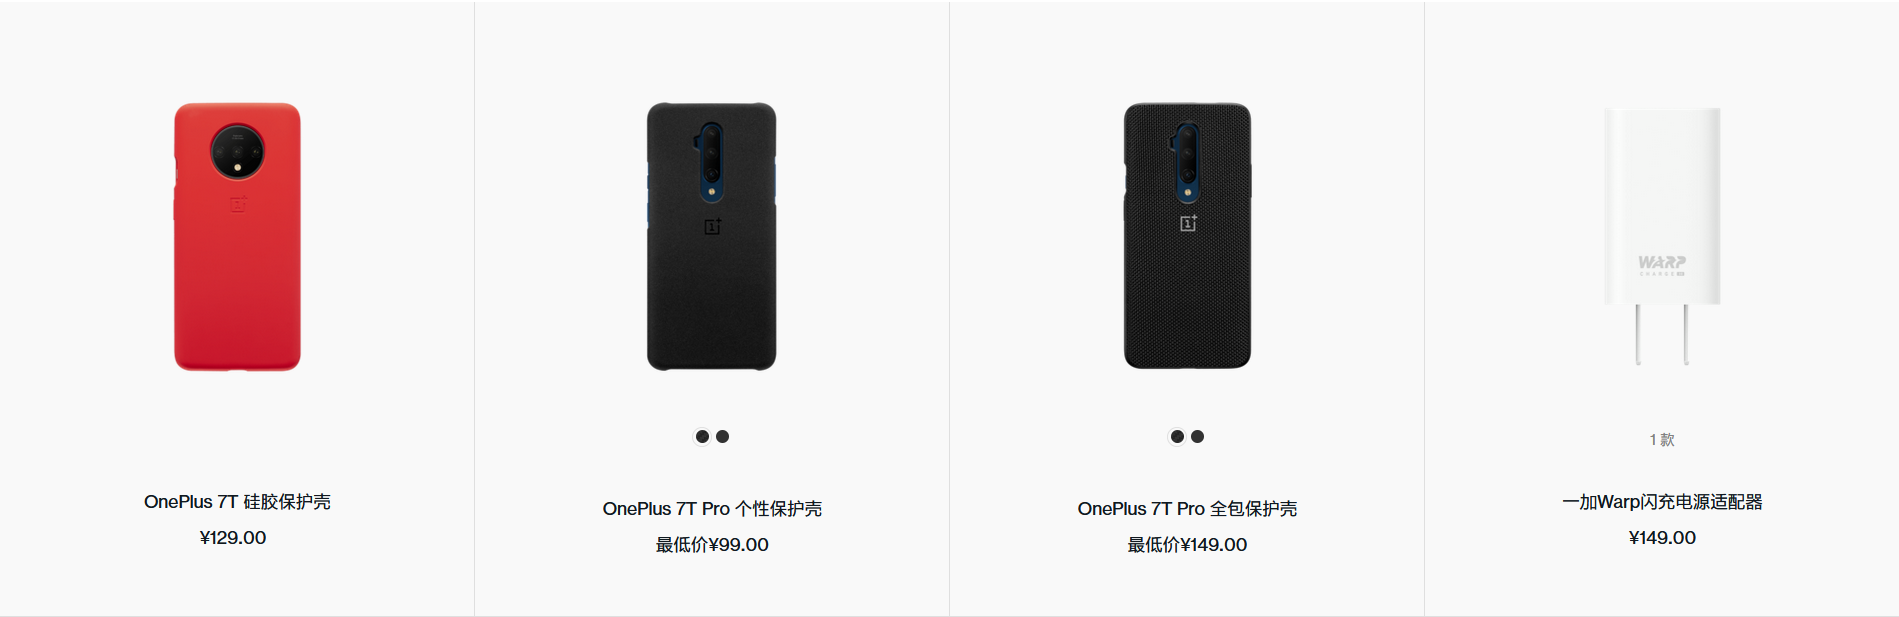 WARP
CHARGE
1款
OnePlus 7T 硅胶保护壳
¥129.00
OnePlus 7T Pro 个性保护壳
最低价¥99.00
OnePlus 7T Pro 全包保护壳
最低价¥149.00
一加Warp闪充电源适配器
¥149.00